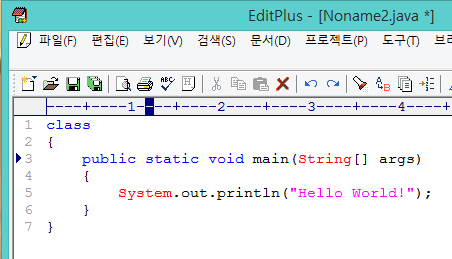 EditPlus - [Noname2.java *]
파일(F) 편집(E) 보기(V) 검색(S) 문서(D) 프로젝트(P) 도구(T) 브
ABC A B
----+----1----+----2----+----3----+----4----+
1 class
2 {
3 public static void main(String[] args)
4 {
5 System.out.println("Hello World!");
6 }
7 }